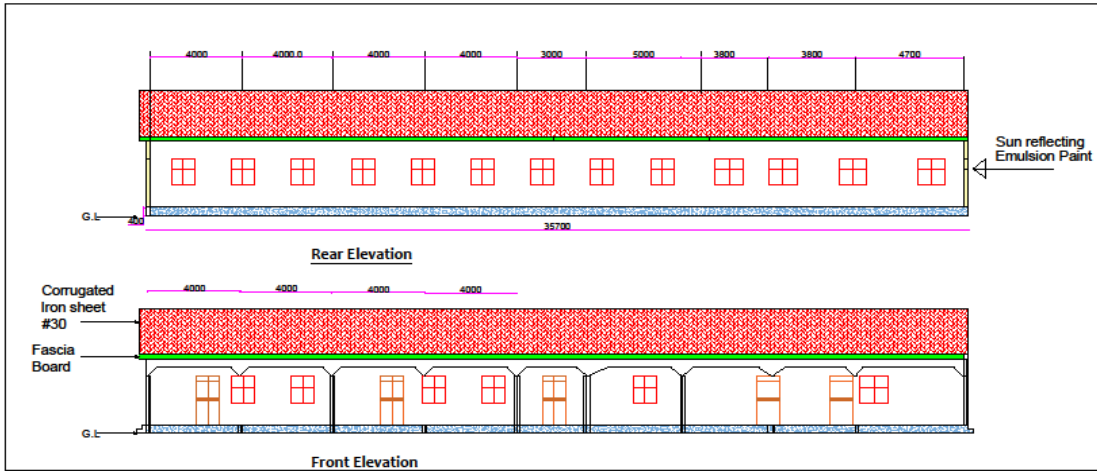 4000 4000.0 4000 4000 3000 5000 3800 3800 4700
Sun reflecting
Emulsion Paint
G.L
400
35700
Rear Elevation
4000 4000 4000 4000
Corrugated
Iron sheet
#30
Fascia
Board
G.L
Front Elevation